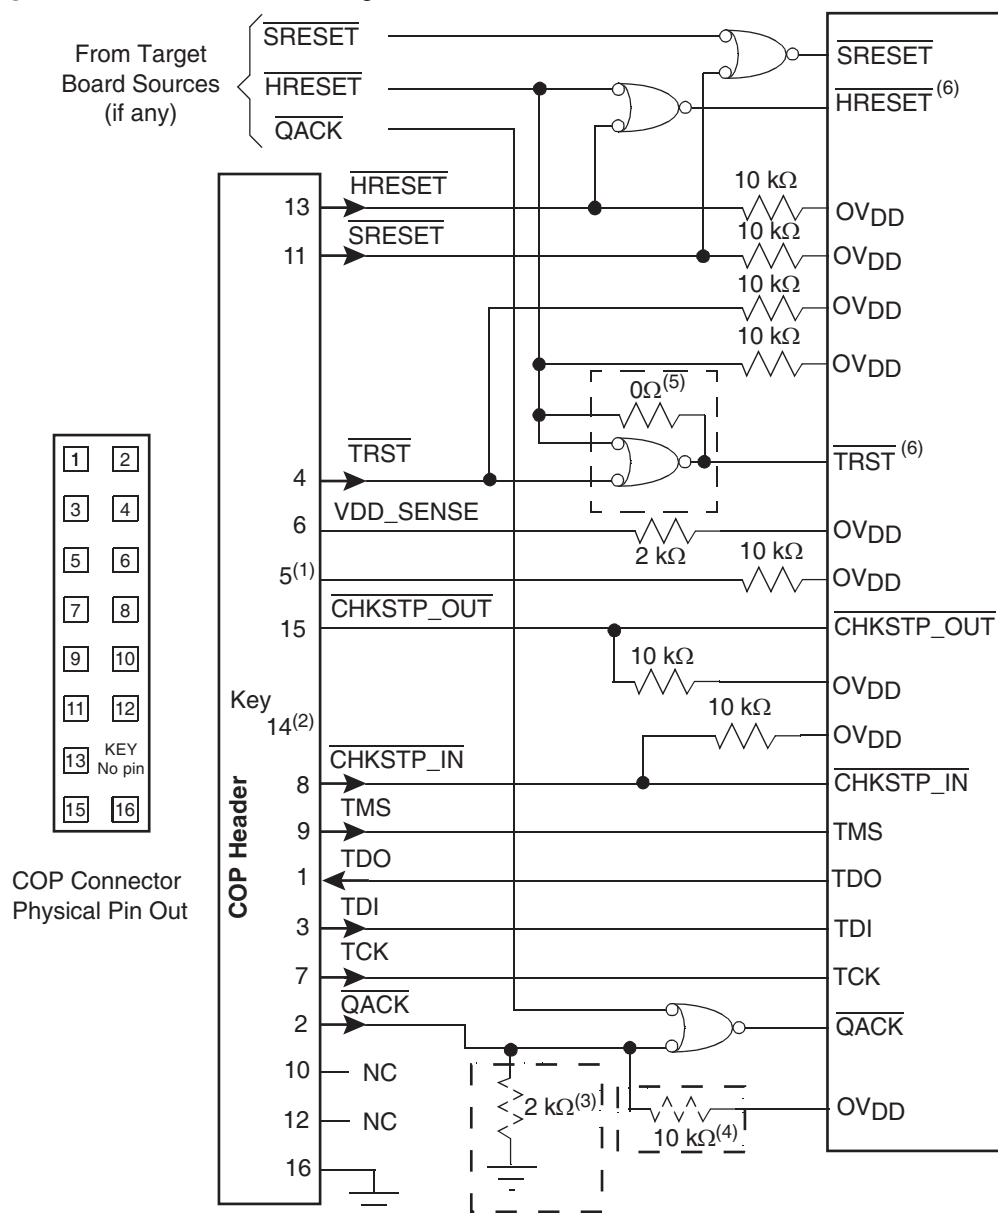 From Target
Board Sources
(if any)
SRESET
HRESET
QACK
SRESET
HRESET (6)
13 HRESET 10 kΩ OVDD
11 SRESET 10 kΩ OVDD
10 kΩ OVDD
10 kΩ OVDD
0Ω(5)
4 TRST TRST (6)
6 VDD_SENSE 2 kΩ OVDD
5(1) 10 kΩ OVDD
15 CHKSTP_OUT CHKSTP_OUT
10 kΩ OVDD
Key
14(2)
10 kΩ OVDD
8 CHKSTP_IN CHKSTP_IN
9 TMS TMS
1 TDO TDO
3 TDI TDI
7 TCK TCK
2 QACK QACK
10 NC
12 NC
16
2 kΩ(3)
10 kΩ(4) OVDD
COP Header
1 2
3 4
5 6
7 8
9 10
11 12
13 KEY
No pin
15 16
COP Connector
Physical Pin Out